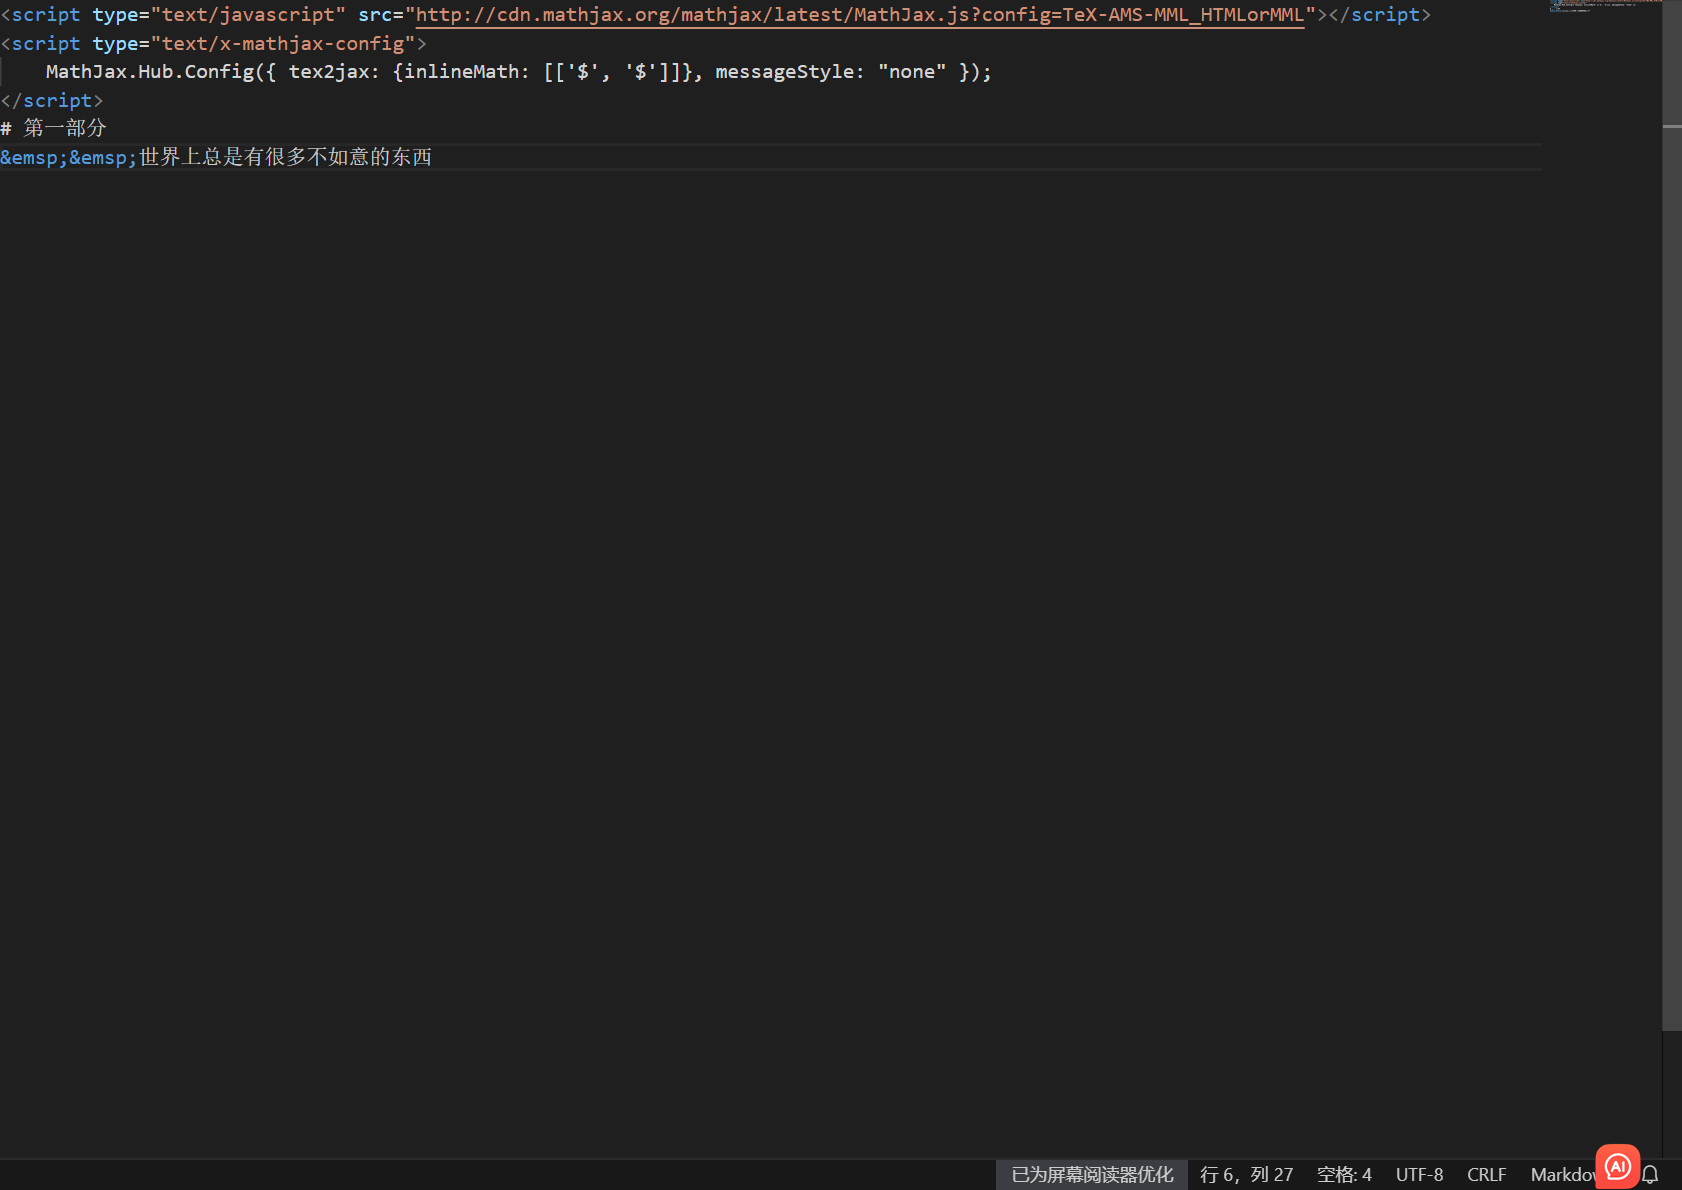 <script type="text/javascript" src="http://cdn.mathjax.org/mathjax/latest/MathJax.js?config=TeX-AMS-MML_HTMLorMML"></script>
<script type="text/x-mathjax-config">
    MathJax.Hub.Config({ tex2jax: {inlineMath: [['$', '$']]}, messageStyle: "none" });
</script>
# 第一部分
&emsp;&emsp;世界上总是有很多不如意的东西
已为屏幕阅读器优化 行 6，列 27 空格: 4 UTF-8 CRLF Markdow AI